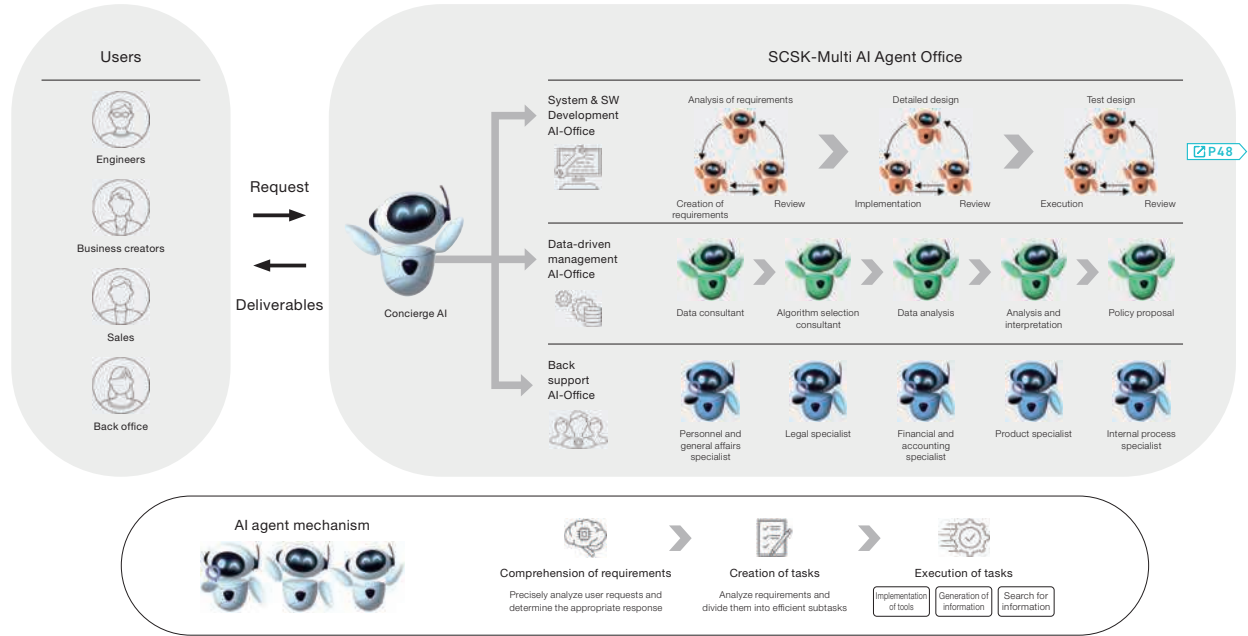 Users
Engineers
Business creators
Sales
Back office
Request
Deliverables
SCSK-Multi AI Agent Office
Concierge AI
System & SW
Development
AI-Office
Analysis of requirements
Creation of
requirements
Review
Detailed design
Implementation
Review
Test design
Execution
Review
P48
Data-driven
management
AI-Office
Data consultant
Algorithm selection
consultant
Data analysis
Analysis and
interpretation
Policy proposal
Back
support
AI-Office
Personnel and
general affairs
specialist
Legal specialist
Financial and
accounting
specialist
Product specialist
Internal process
specialist
AI agent mechanism
Comprehension of requirements
Precisely analyze user requests and
determine the appropriate response
Creation of tasks
Analyze requirements and
divide them into efficient subtasks
Execution of tasks
Implementation
of tools
Generation of
information
Search for
information